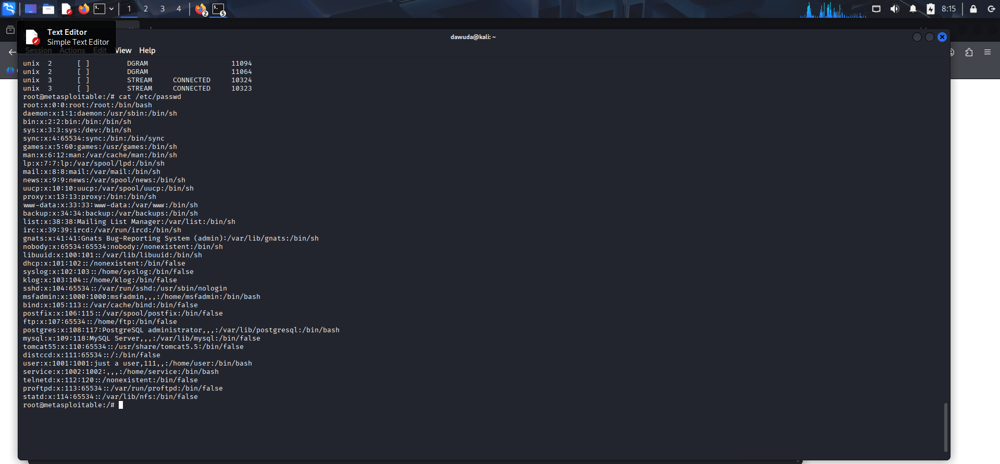 1 2 3 4 2 5 8:15
Text Editor
Simple Text Editor
dawuda@kali: ~
Session Actions Edit View Help
unix 2 [ ] DGRAM 11094
unix 2 [ ] DGRAM 11064
unix 3 [ ] STREAM CONNECTED 10324
unix 3 [ ] STREAM CONNECTED 10323
root@metasploitable:/# cat /etc/passwd
root:x:0:0:root:/root:/bin/bash
daemon:x:1:1:daemon:/usr/sbin:/bin/sh
bin:x:2:2:bin:/bin:/bin/sh
sys:x:3:3:sys:/dev:/bin/sh
sync:x:4:65534:sync:/bin:/bin/sync
games:x:5:60:games:/usr/games:/bin/sh
man:x:6:12:man:/var/cache/man:/bin/sh
lp:x:7:7:lp:/var/spool/lpd:/bin/sh
mail:x:8:8:mail:/var/mail:/bin/sh
news:x:9:9:news:/var/spool/news:/bin/sh
uucp:x:10:10:uucp:/var/spool/uucp:/bin/sh
proxy:x:13:13:proxy:/bin:/bin/sh
www-data:x:33:33:www-data:/var/www:/bin/sh
backup:x:34:34:backup:/var/backups:/bin/sh
list:x:38:38:Mailing List Manager:/var/list:/bin/sh
irc:x:39:39:ircd:/var/run/ircd:/bin/sh
gnats:x:41:41:Gnats Bug-Reporting System (admin):/var/lib/gnats:/bin/sh
nobody:x:65534:65534:nobody:/nonexistent:/bin/sh
libuuid:x:100:101::/var/lib/libuuid:/bin/sh
dhcp:x:101:102::/nonexistent:/bin/false
syslog:x:102:103::/home/syslog:/bin/false
klog:x:103:104::/home/klog:/bin/false
sshd:x:104:65534::/var/run/sshd:/usr/sbin/nologin
msfadmin:x:1000:1000:msfadmin,,,:/home/msfadmin:/bin/bash
bind:x:105:113::/var/cache/bind:/bin/false
postfix:x:106:115::/var/spool/postfix:/bin/false
ftp:x:107:65534::/home/ftp:/bin/false
postgres:x:108:117:PostgreSQL administrator,,,:/var/lib/postgresql:/bin/bash
mysql:x:109:118:MySQL Server,,,:/var/lib/mysql:/bin/false
tomcat55:x:110:65534::/usr/share/tomcat5.5:/bin/false
distccd:x:111:65534::/:/bin/false
user:x:1001:1001:just a user,111,,:/home/user:/bin/bash
service:x:1002:1002:,,,:/home/service:/bin/bash
telnetd:x:112:120::/nonexistent:/bin/false
proftpd:x:113:65534::/var/run/proftpd:/bin/false
statd:x:114:65534::/var/lib/nfs:/bin/false
root@metasploitable:/#